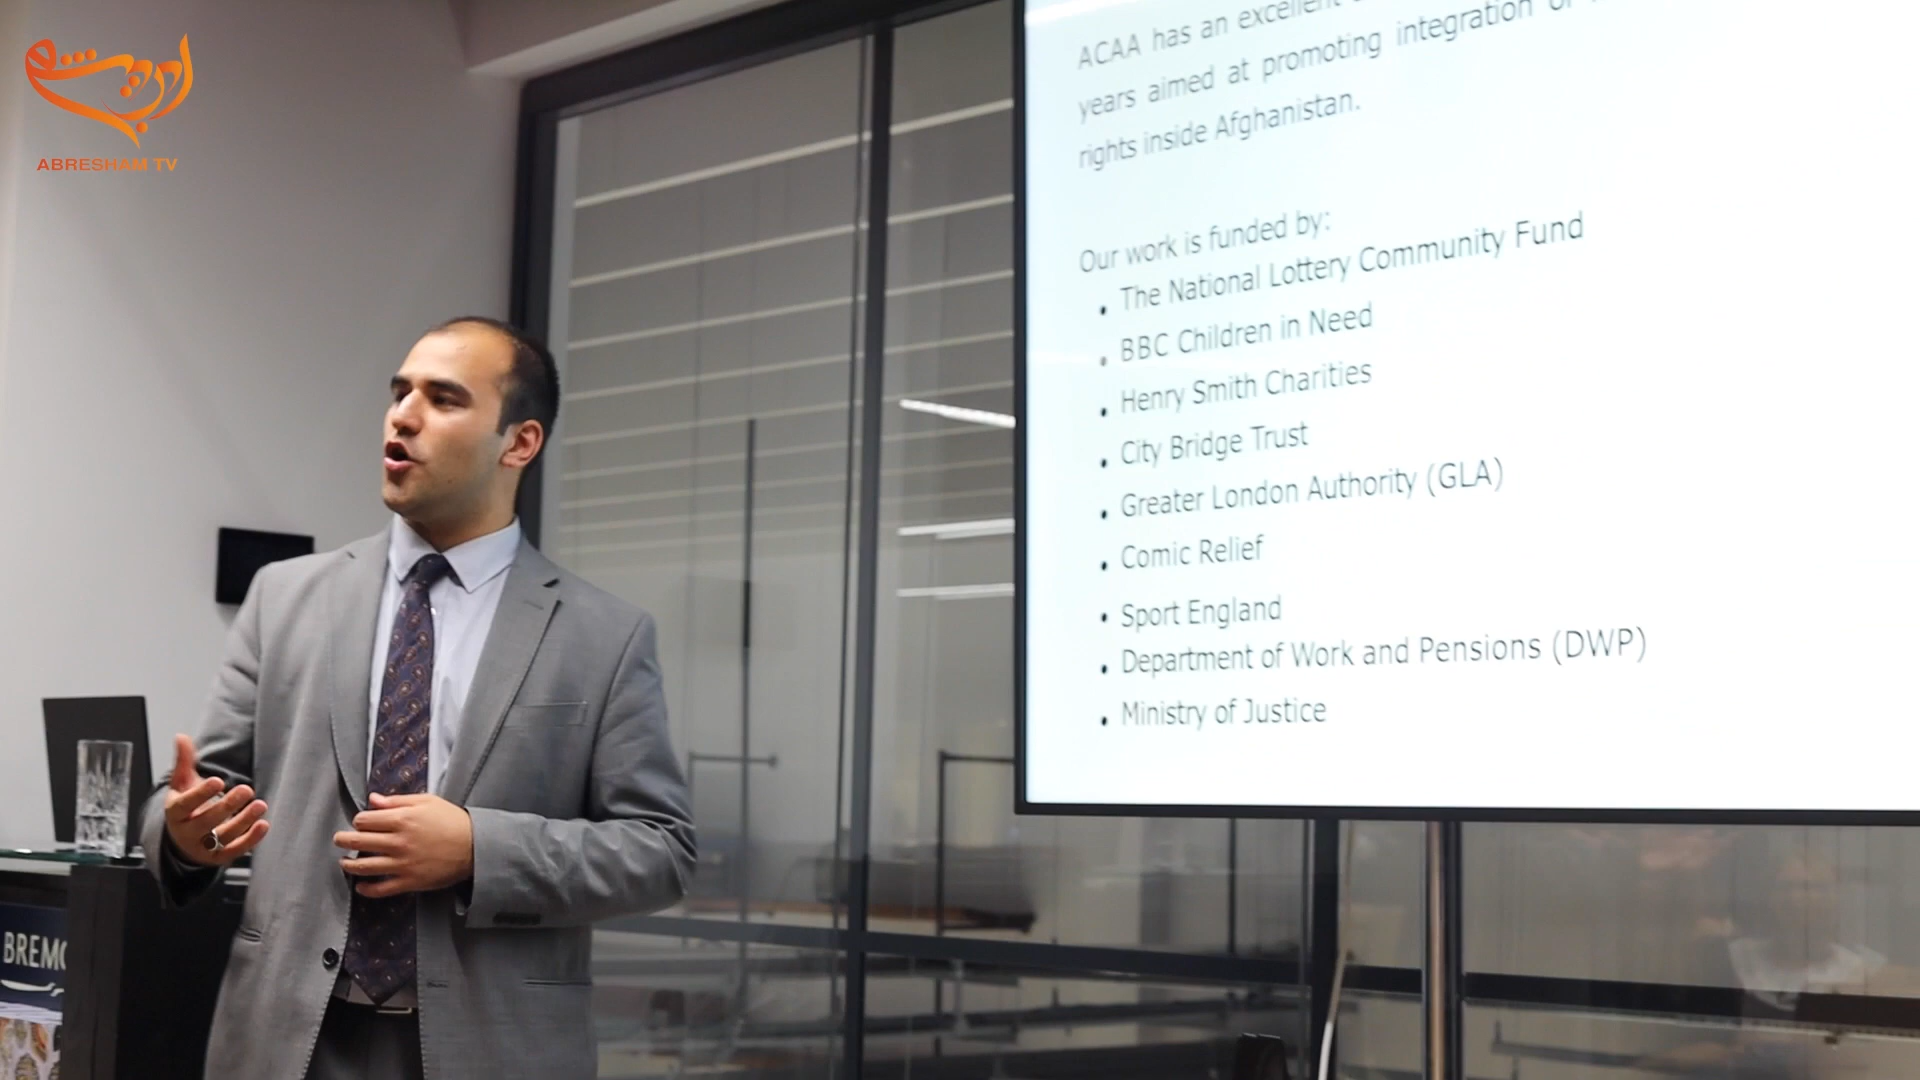 ابریشم
ABRESHAM TV
ACAA has an excellent
years aimed at promoting integration of
rights inside Afghanistan.
Our work is funded by:
• The National Lottery Community Fund
• BBC Children in Need
• Henry Smith Charities
• City Bridge Trust
• Greater London Authority (GLA)
• Comic Relief
• Sport England
• Department of Work and Pensions (DWP)
• Ministry of Justice
BREMO